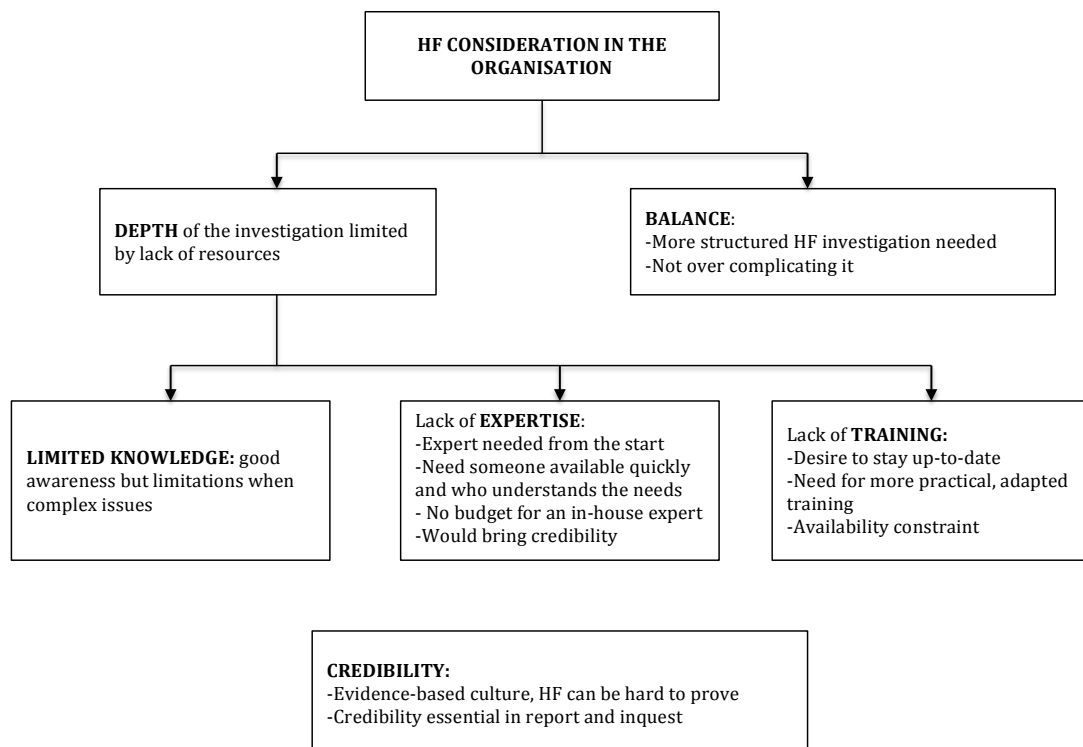 HF CONSIDERATION IN THE
ORGANISATION
DEPTH of the investigation limited
by lack of resources
BALANCE:
-More structured HF investigation needed
-Not over complicating it
LIMITED KNOWLEDGE: good
awareness but limitations when
complex issues
Lack of EXPERTISE:
-Expert needed from the start
-Need someone available quickly
and who understands the needs
- No budget for an in-house expert
-Would bring credibility
Lack of TRAINING:
-Desire to stay up-to-date
-Need for more practical, adapted
training
-Availability constraint
CREDIBILITY:
-Evidence-based culture, HF can be hard to prove
-Credibility essential in report and inquest